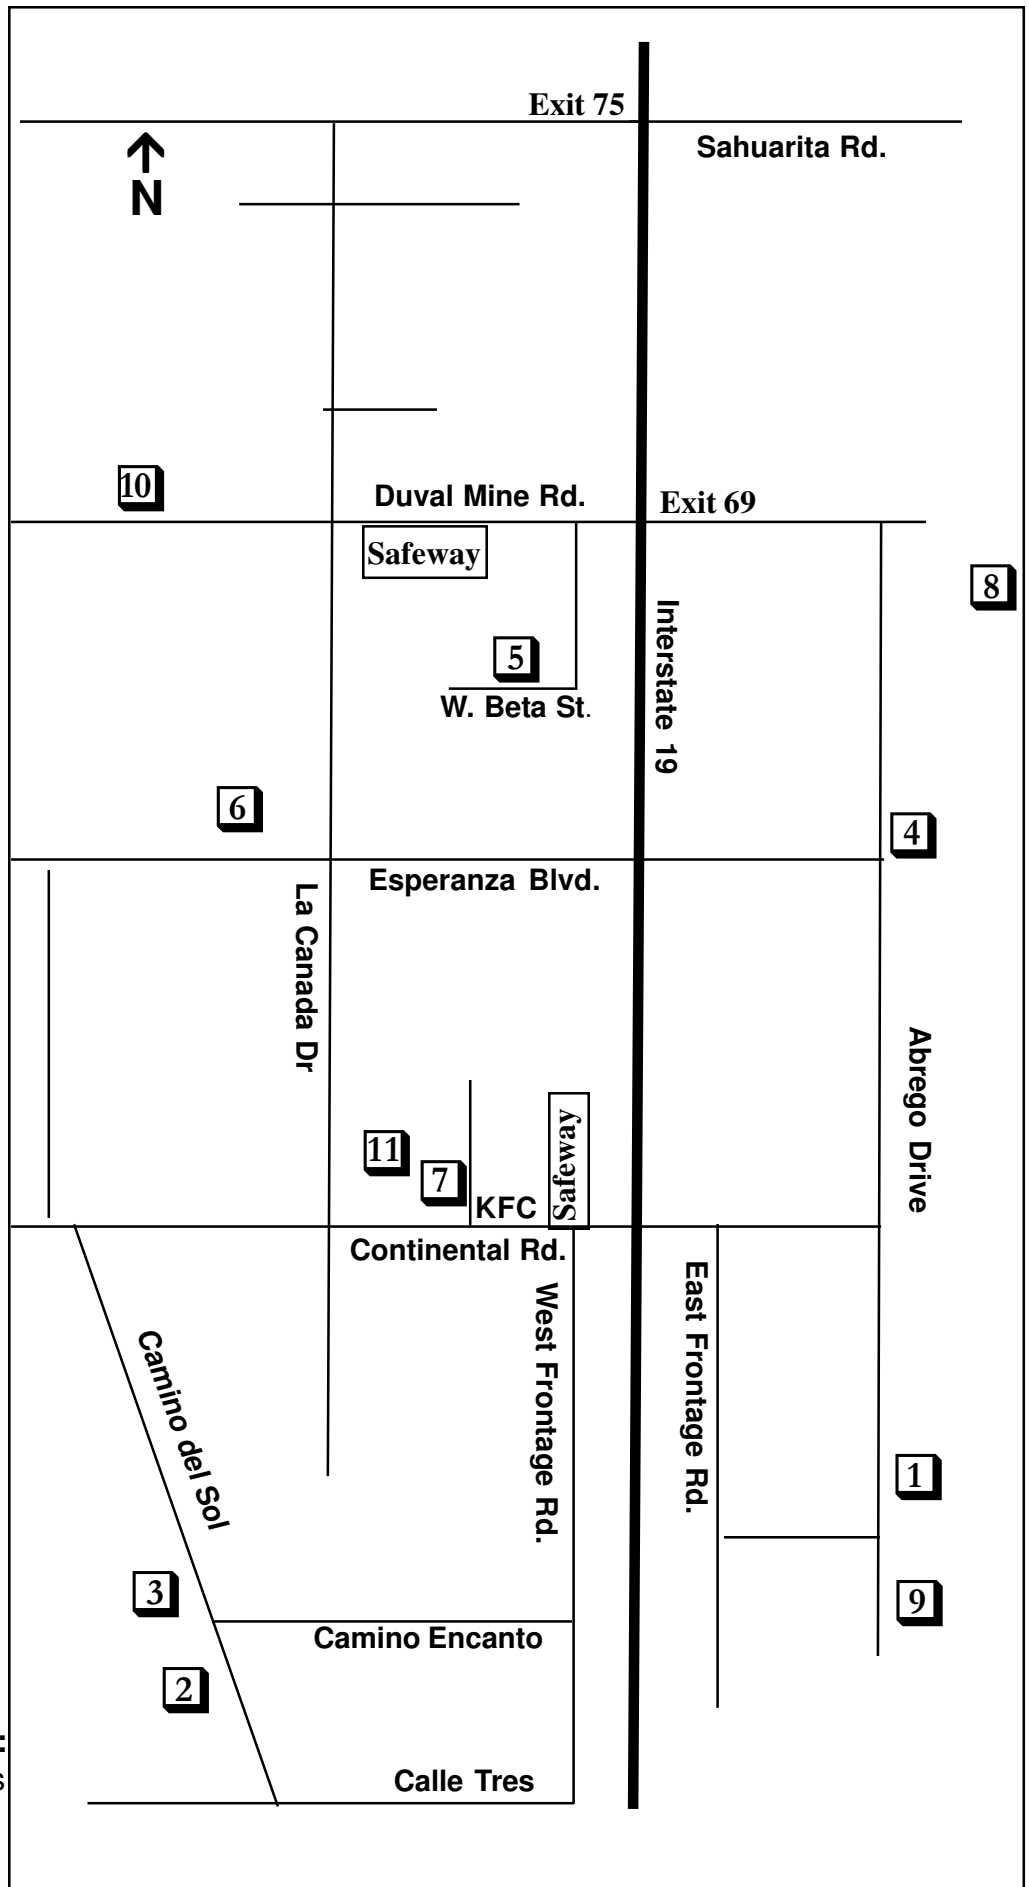 Exit 75
Sahuarita Rd.
N
10
Duval Mine Rd.
Exit 69
Safeway
8
Interstate 19
5
W. Beta St.
6
4
Esperanza Blvd.
La Canada Dr
Abrego Drive
Safeway
11
7
KFC
Continental Rd.
West Frontage Rd.
East Frontage Rd.
Camino del Sol
1
3
9
Camino Encanto
2
Calle Tres